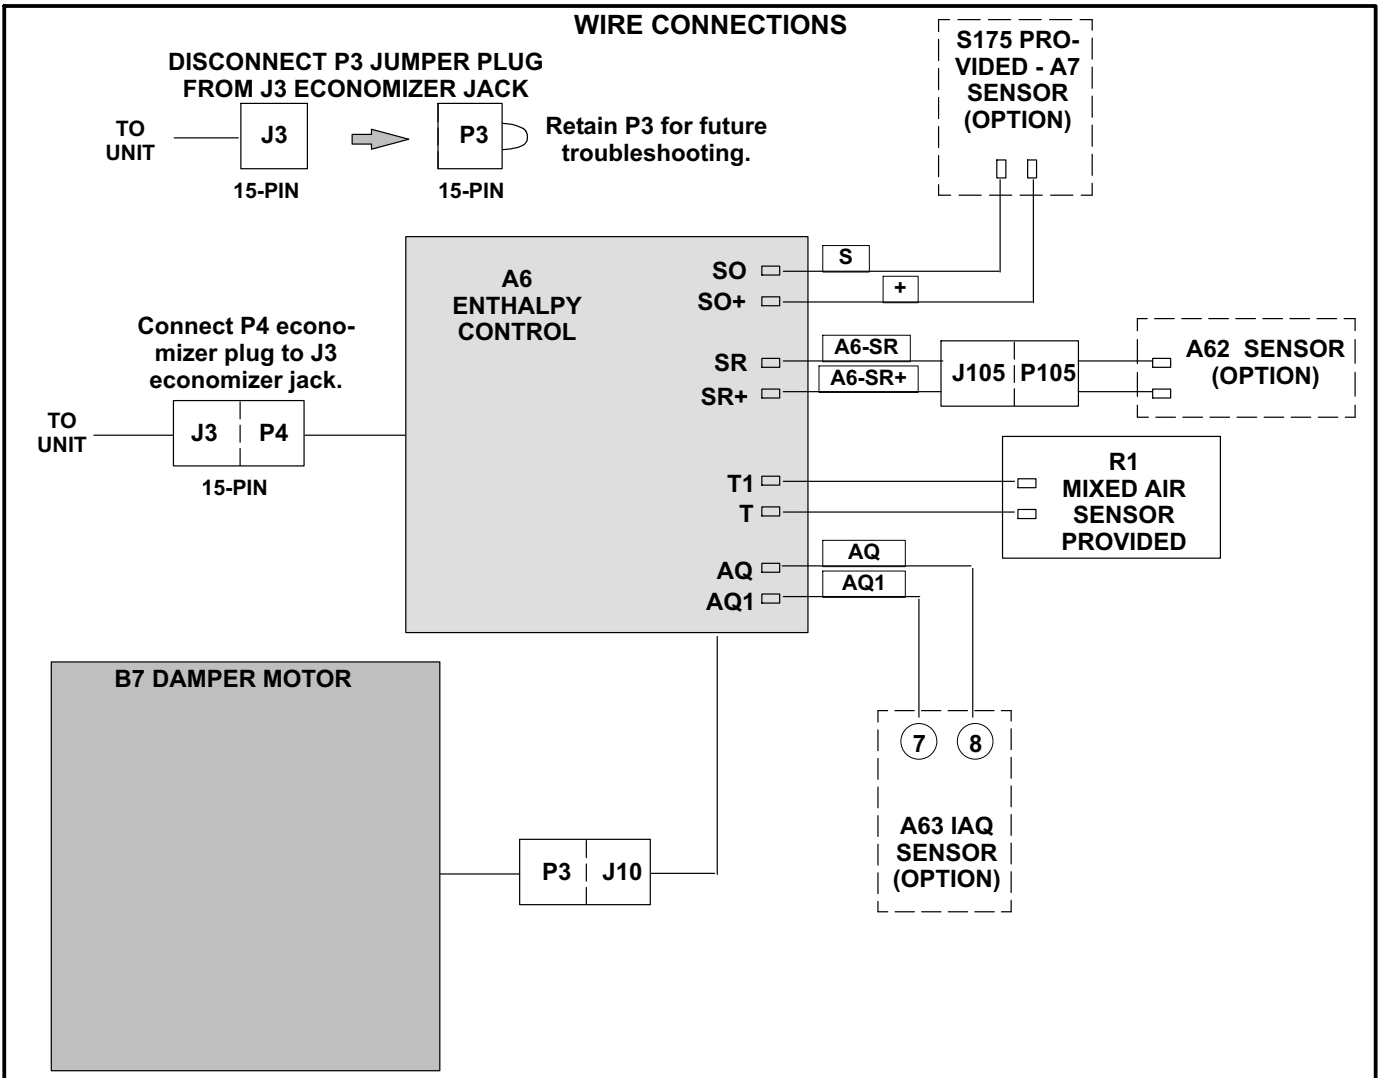 WIRE CONNECTIONS
DISCONNECT P3 JUMPER PLUG
FROM J3 ECONOMIZER JACK
TO
UNIT
J3
15-PIN
P3
15-PIN
Retain P3 for future
troubleshooting.
S175 PRO-
VIDED - A7
SENSOR
(OPTION)
A6
ENTHALPY
CONTROL
SO
SO+
SR
SR+
T1
T
AQ
AQ1
S
+
A6-SR
A6-SR+
J105
P105
A62 SENSOR
(OPTION)
Connect P4 econo-
mizer plug to J3
economizer jack.
TO
UNIT
J3
P4
15-PIN
R1
MIXED AIR
SENSOR
PROVIDED
AQ
AQ1
B7 DAMPER MOTOR
7
8
A63 IAQ
SENSOR
(OPTION)
P3
J10